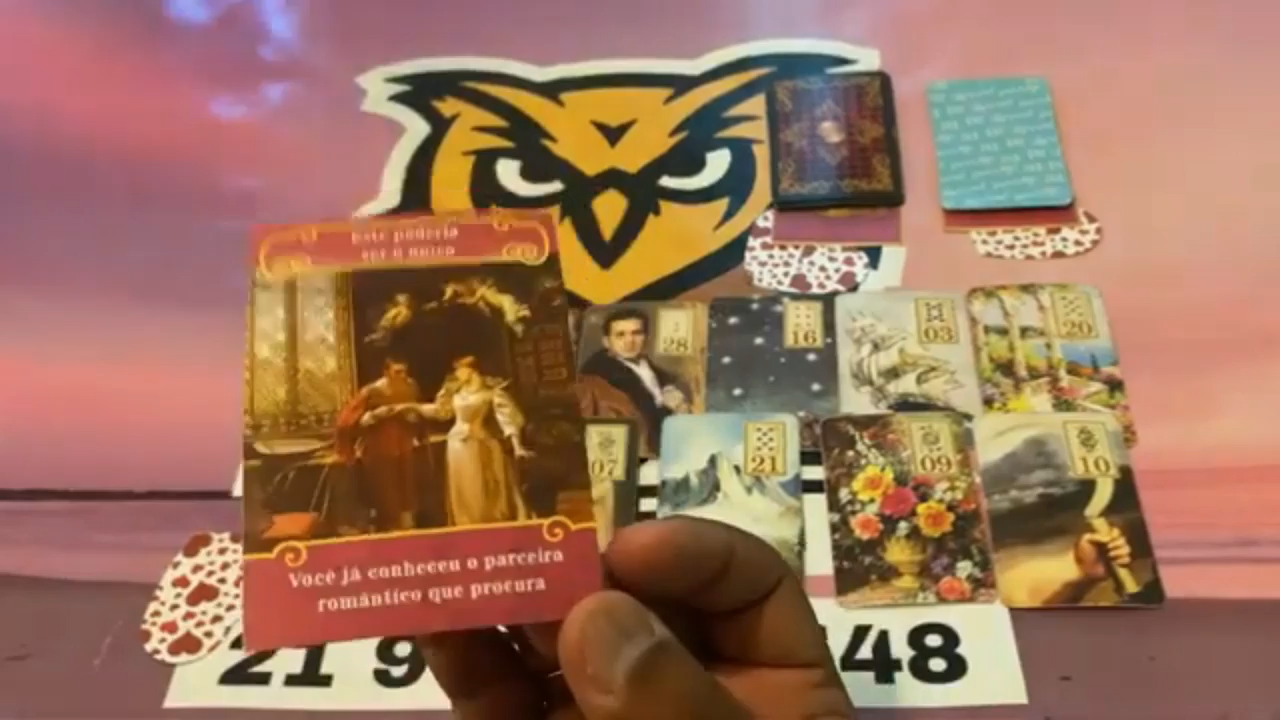 28
16
03
20
Este poderia
ser o único
07
21
09
10
Você já conheceu o parceiro
romântico que procura
21 9
48